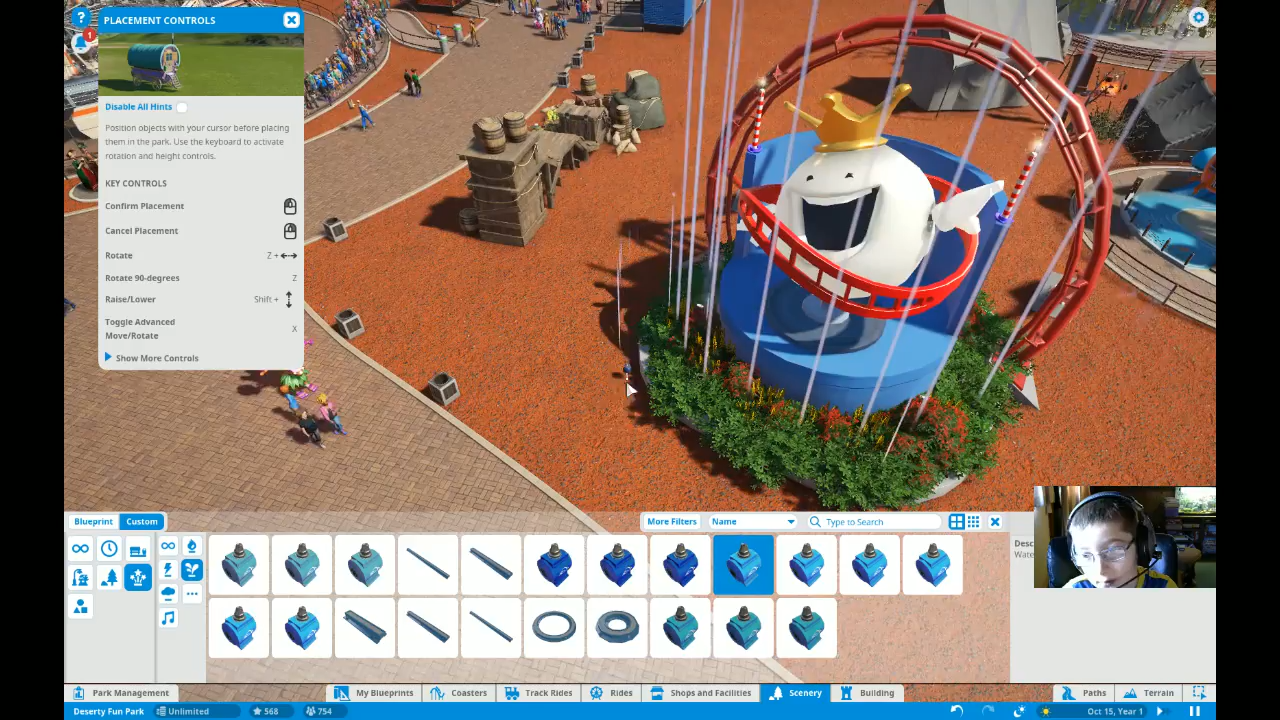 ? PLACEMENT CONTROLS
1
Disable All Hints
Position objects with your cursor before placing
them in the park. Use the keyboard to activate
rotation and height controls.
KEY CONTROLS
Confirm Placement
Cancel Placement
Rotate Z +
Rotate 90-degrees Z
Raise/Lower Shift +
Toggle Advanced
Move/Rotate X
Show More Controls
Blueprint Custom More Filters Name Type to Search
Desc
Wate
Park Management My Blueprints Coasters Track Rides Rides Shops and Facilities Scenery Building Paths Terrain
Deserty Fun Park Unlimited 568 754 Oct 15, Year 1